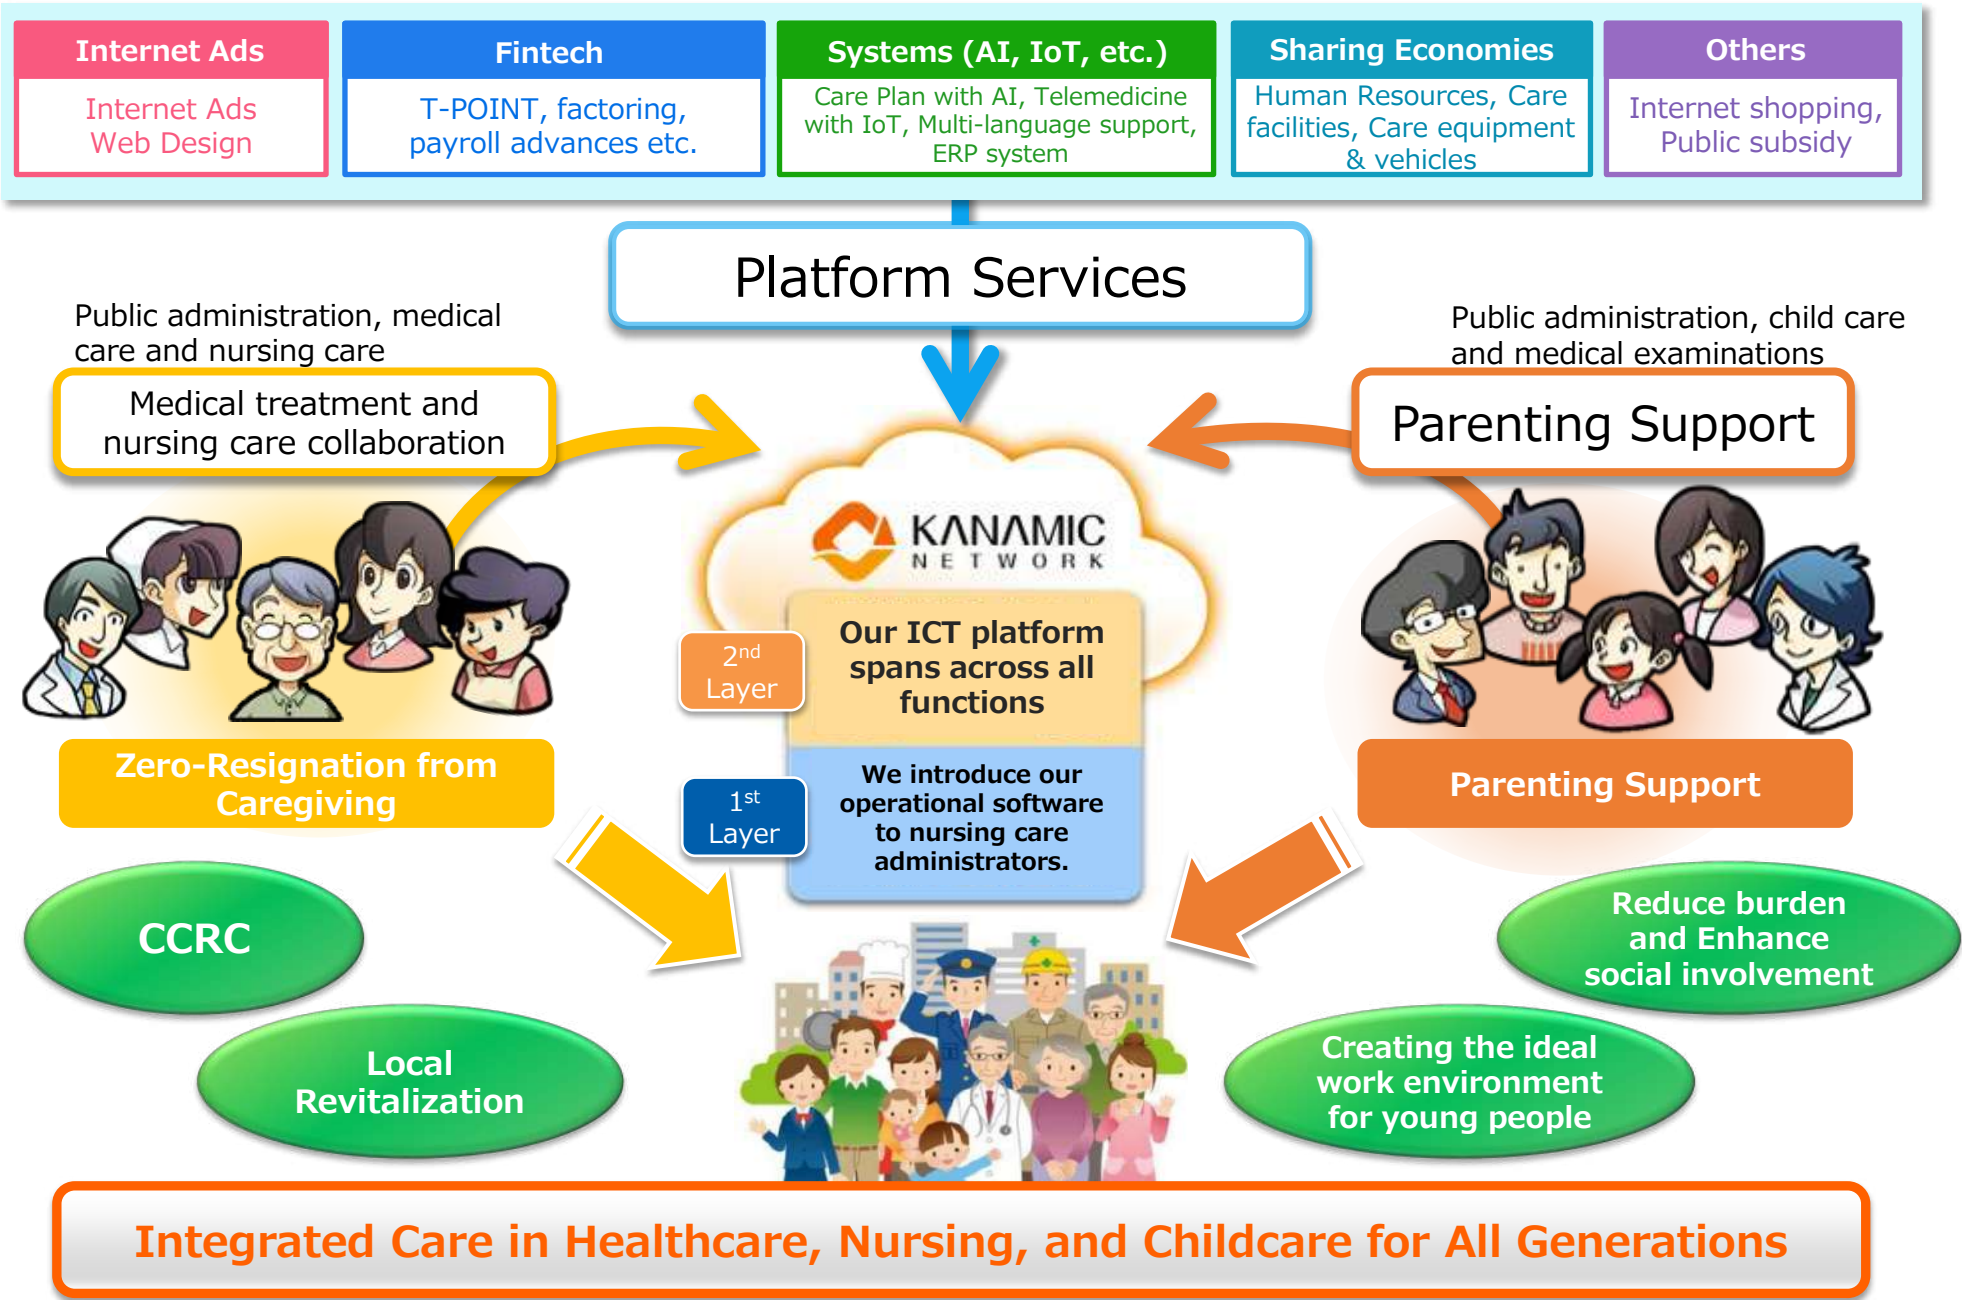 Internet Ads
Internet Ads
Web Design
Fintech
T-POINT, factoring,
payroll advances etc.
Systems (AI, IoT, etc.)
Care Plan with AI, Telemedicine
with IoT, Multi-language support,
ERP system
Sharing Economies
Human Resources, Care
facilities, Care equipment
& vehicles
Others
Internet shopping,
Public subsidy
Platform Services
Public administration, medical
care and nursing care
Medical treatment and
nursing care collaboration
Public administration, child care
and medical examinations
Parenting Support
KANAMIC
NETWORK
2nd
Layer
Our ICT platform
spans across all
functions
1st
Layer
We introduce our
operational software
to nursing care
administrators.
Zero-Resignation from
Caregiving
Parenting Support
CCRC
Local
Revitalization
Reduce burden
and Enhance
social involvement
Creating the ideal
work environment
for young people
Integrated Care in Healthcare, Nursing, and Childcare for All Generations